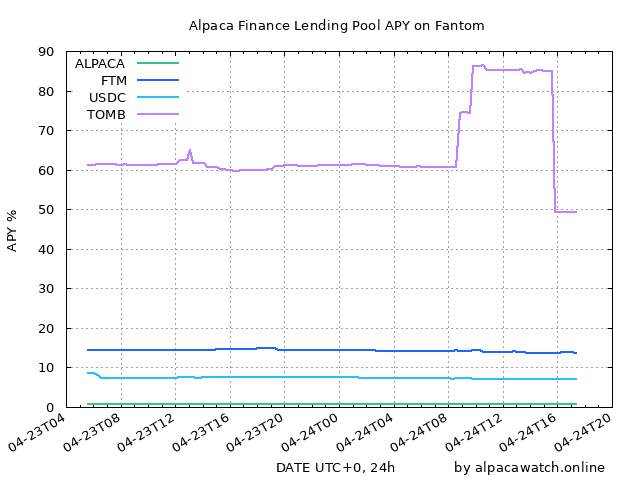 Alpaca Finance Lending Pool APY on Fantom
90
80
70
60
50
40
30
20
10
0
APY %
ALPACA
FTM
USDC
TOMB
04-23T04
04-23T08
04-23T12
04-23T16
04-23T20
04-24T00
04-24T04
04-24T08
04-24T12
04-24T16
04-24T20
DATE UTC+0, 24h
by alpacawatch.online